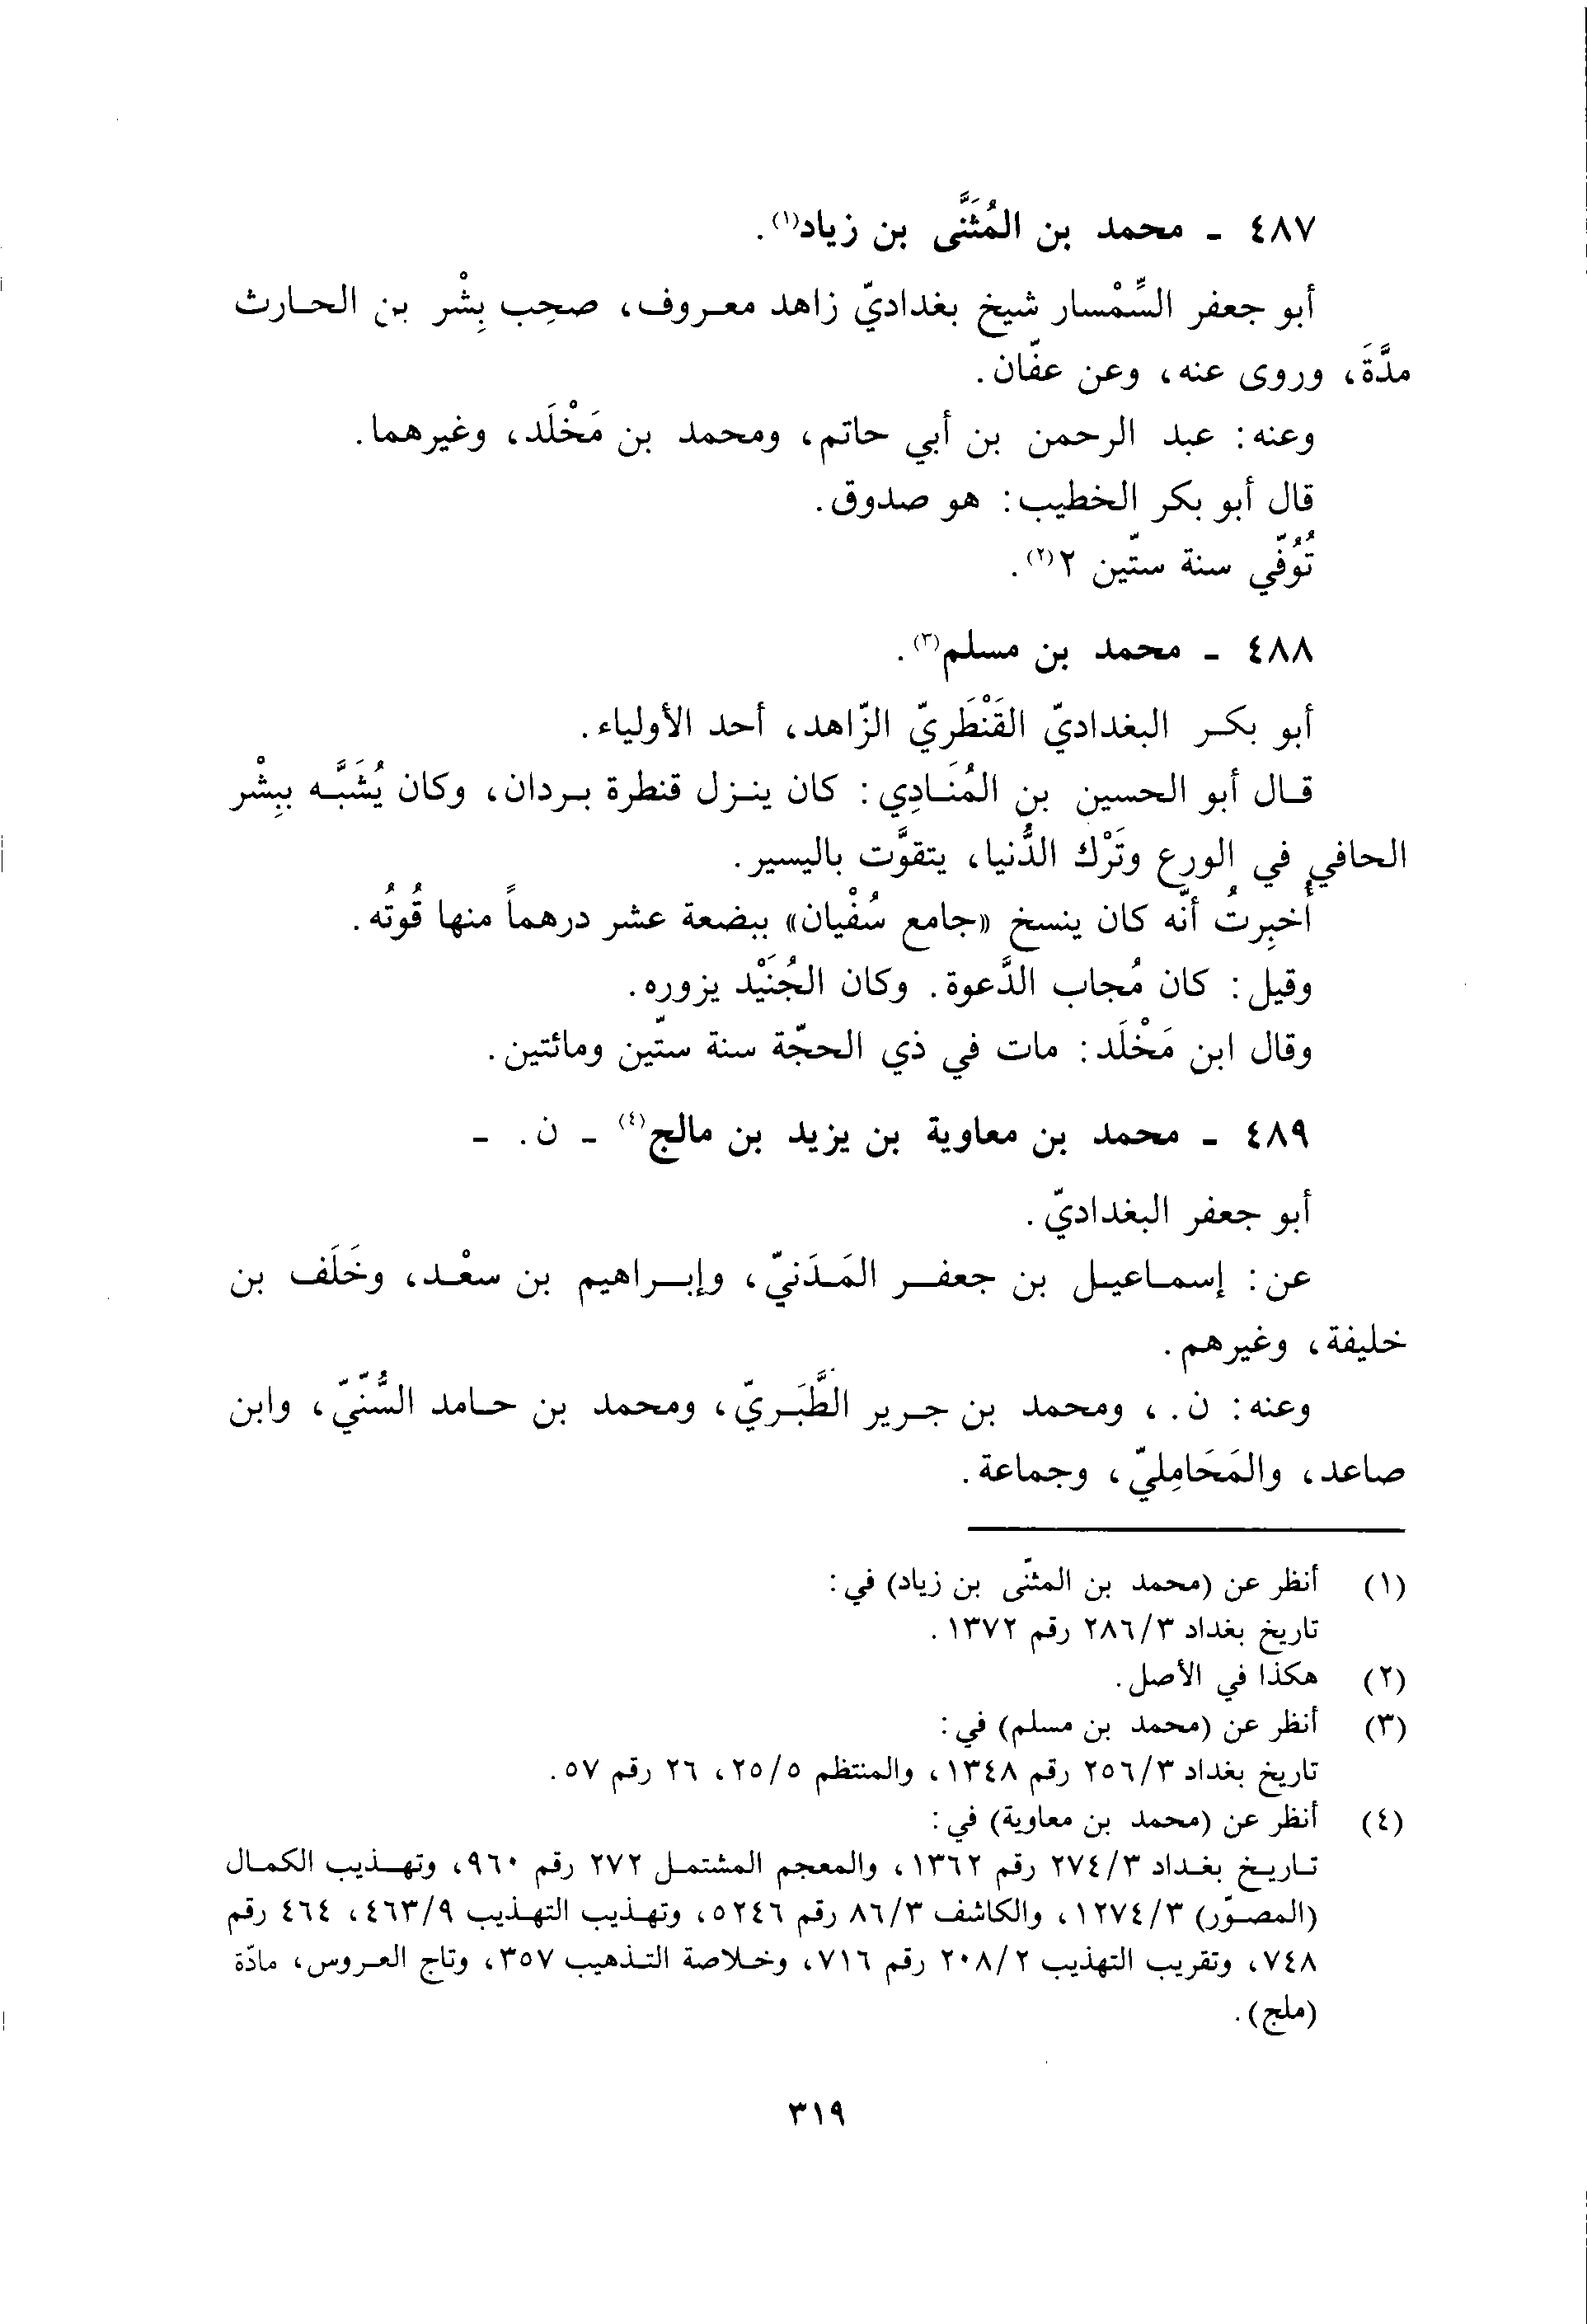 ٤٨٧ - محمد بن المُثَنَّى بن زياد(١).
أبو جعفر السِّمْسار شيخ بغداديّ زاهد معروف، صحِب بِشْر بن الحارث
مدَّةَ، وروى عنه، وعن عفّان.
وعنه: عبد الرحمن بن أبي حاتم، ومحمد بن مَخْلَد، وغيرهما.
قال أبو بكر الخطيب: هو صدوق.
تُوُفّي سنة ستّين ٢(٢).
٤٨٨ - محمد بن مسلم(٣).
أبو بكر البغداديّ القَنْطَريّ الزّاهد، أحد الأولياء.
قال أبو الحسين بن المُنَادِي: كان ينزل قنطرة بردان، وكان يُشَبَّه ببِشْر
الحافي في الورع وتَرْك الدُّنيا، يتقوَّت باليسير.
أُخبِرتُ أنّه كان ينسخ «جامع سُفْيان» ببضعة عشر درهماً منها قُوتُه.
وقيل: كان مُجاب الدَّعوة. وكان الجُنَيْد يزوره.
وقال ابن مَخْلَد: مات في ذي الحجّة سنة ستّين ومائتين.
٤٨٩ - محمد بن معاوية بن يزيد بن مالج(٤) - ن. -
أبو جعفر البغداديّ.
عن: إسماعيل بن جعفر المَدَنيّ، وإبراهيم بن سعْد، وخَلَف بن
خليفة، وغيرهم.
وعنه: ن.، ومحمد بن جرير الطَّبَريّ، ومحمد بن حامد السُّنّيّ، وابن
صاعد، والمَحَامِليّ، وجماعة.
(١) أنظر عن (محمد بن المثنّى بن زياد) في:
تاريخ بغداد ٢٨٦/٣ رقم ١٣٧٢.
(٢) هكذا في الأصل.
(٣) أنظر عن (محمد بن مسلم) في:
تاريخ بغداد ٢٥٦/٣ رقم ١٣٤٨، والمنتظم ٢٥/٥، ٢٦ رقم ٥٧.
(٤) أنظر عن (محمد بن معاوية) في:
تاريخ بغداد ٢٧٤/٣ رقم ١٣٦٢، والمعجم المشتمل ٢٧٢ رقم ٩٦٠، وتهذيب الكمال
(المصوّر) ١٢٧٤/٣، والكاشف ٨٦/٣ رقم ٥٢٤٦، وتهذيب التهذيب ٤٦٣/٩، ٤٦٤ رقم
٧٤٨، وتقريب التهذيب ٢٠٨/٢ رقم ٧١٦، وخلاصة التذهيب ٣٥٧، وتاج العروس، مادّة
(ملج).
٣١٩